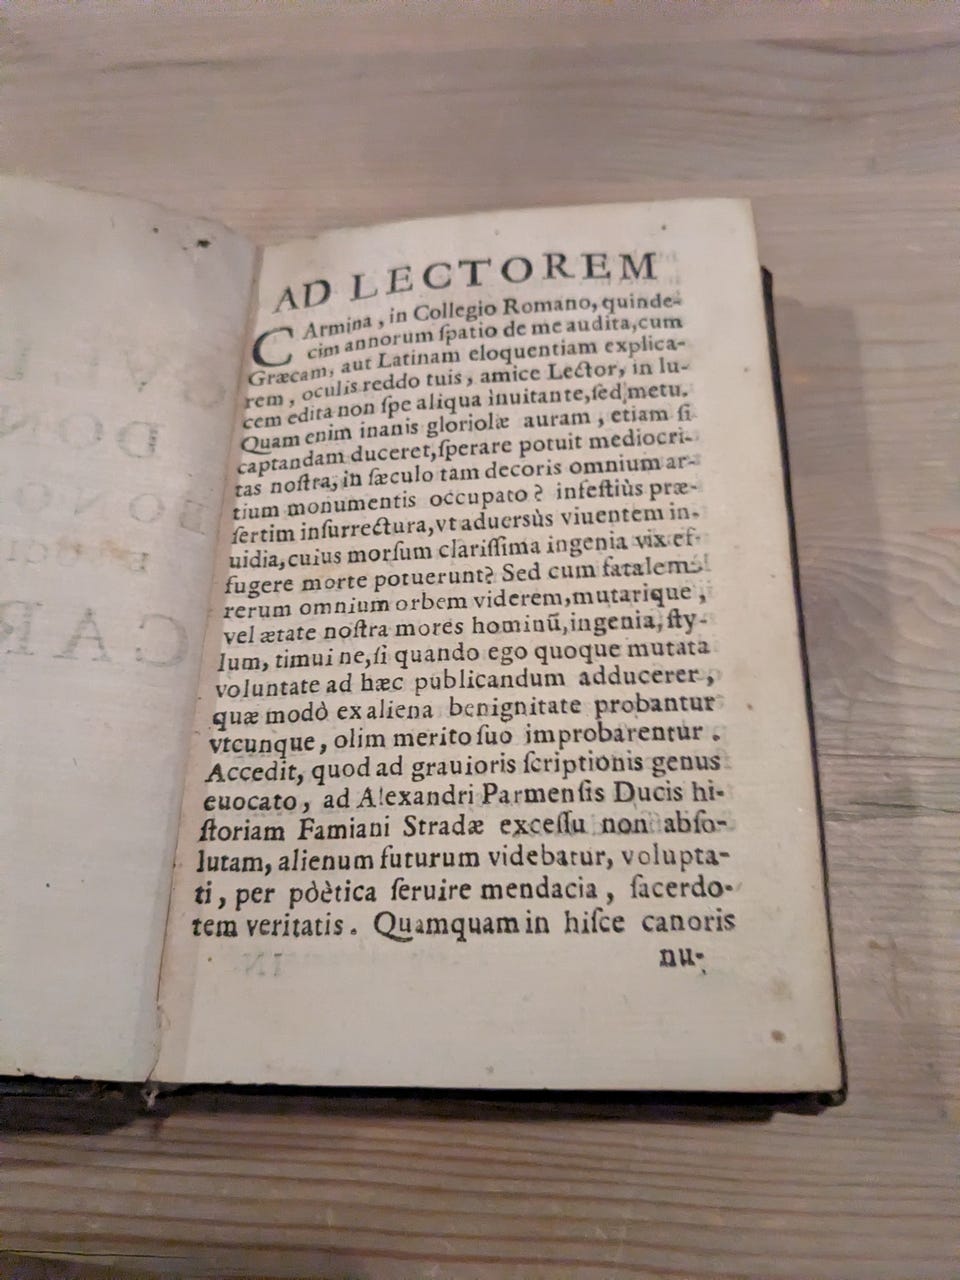 AD LECTOREM
CArmina, in Collegio Romano, quinde-
cim annorum ſpatio de me audita, cum
Græcam, aut Latinam eloquentiam explica-
rem, oculis reddo tuis, amice Lector, in lu-
cem edita non ſpe aliqua inuitante, ſed metu.
Quam enim inanis gloriolæ auram, etiam ſi
captandam duceret, ſperare potuit mediocri-
tas noſtra, in ſæculo tam decoris omnium ar-
tium monumentis occupato? infeſtiùs præ-
ſertim inſurrectura, vt aduersùs viuentem in-
uidia, cuius morſum clariſſima ingenia vix ef-
fugere morte potuerunt? Sed cum fatalem
rerum omnium orbem viderem, mutarique,
vel ætate noſtra mores hominũ, ingenia, ſty-
lum, timui ne, ſi quando ego quoque mutata
voluntate ad hæc publicandum adducerer,
quæ modò ex aliena benignitate probantur
vtcunque, olim merito ſuo improbarentur.
Accedit, quod ad grauioris ſcriptionis genus
euocato, ad Alexandri Parmenſis Ducis hi-
ſtoriam Famiani Stradæ exceſſu non abſo-
lutam, alienum futurum videbatur, volupta-
ti, per pòètica ſeruire mendacia, ſacerdo-
tem veritatis. Quamquam in hiſce canoris
nu-